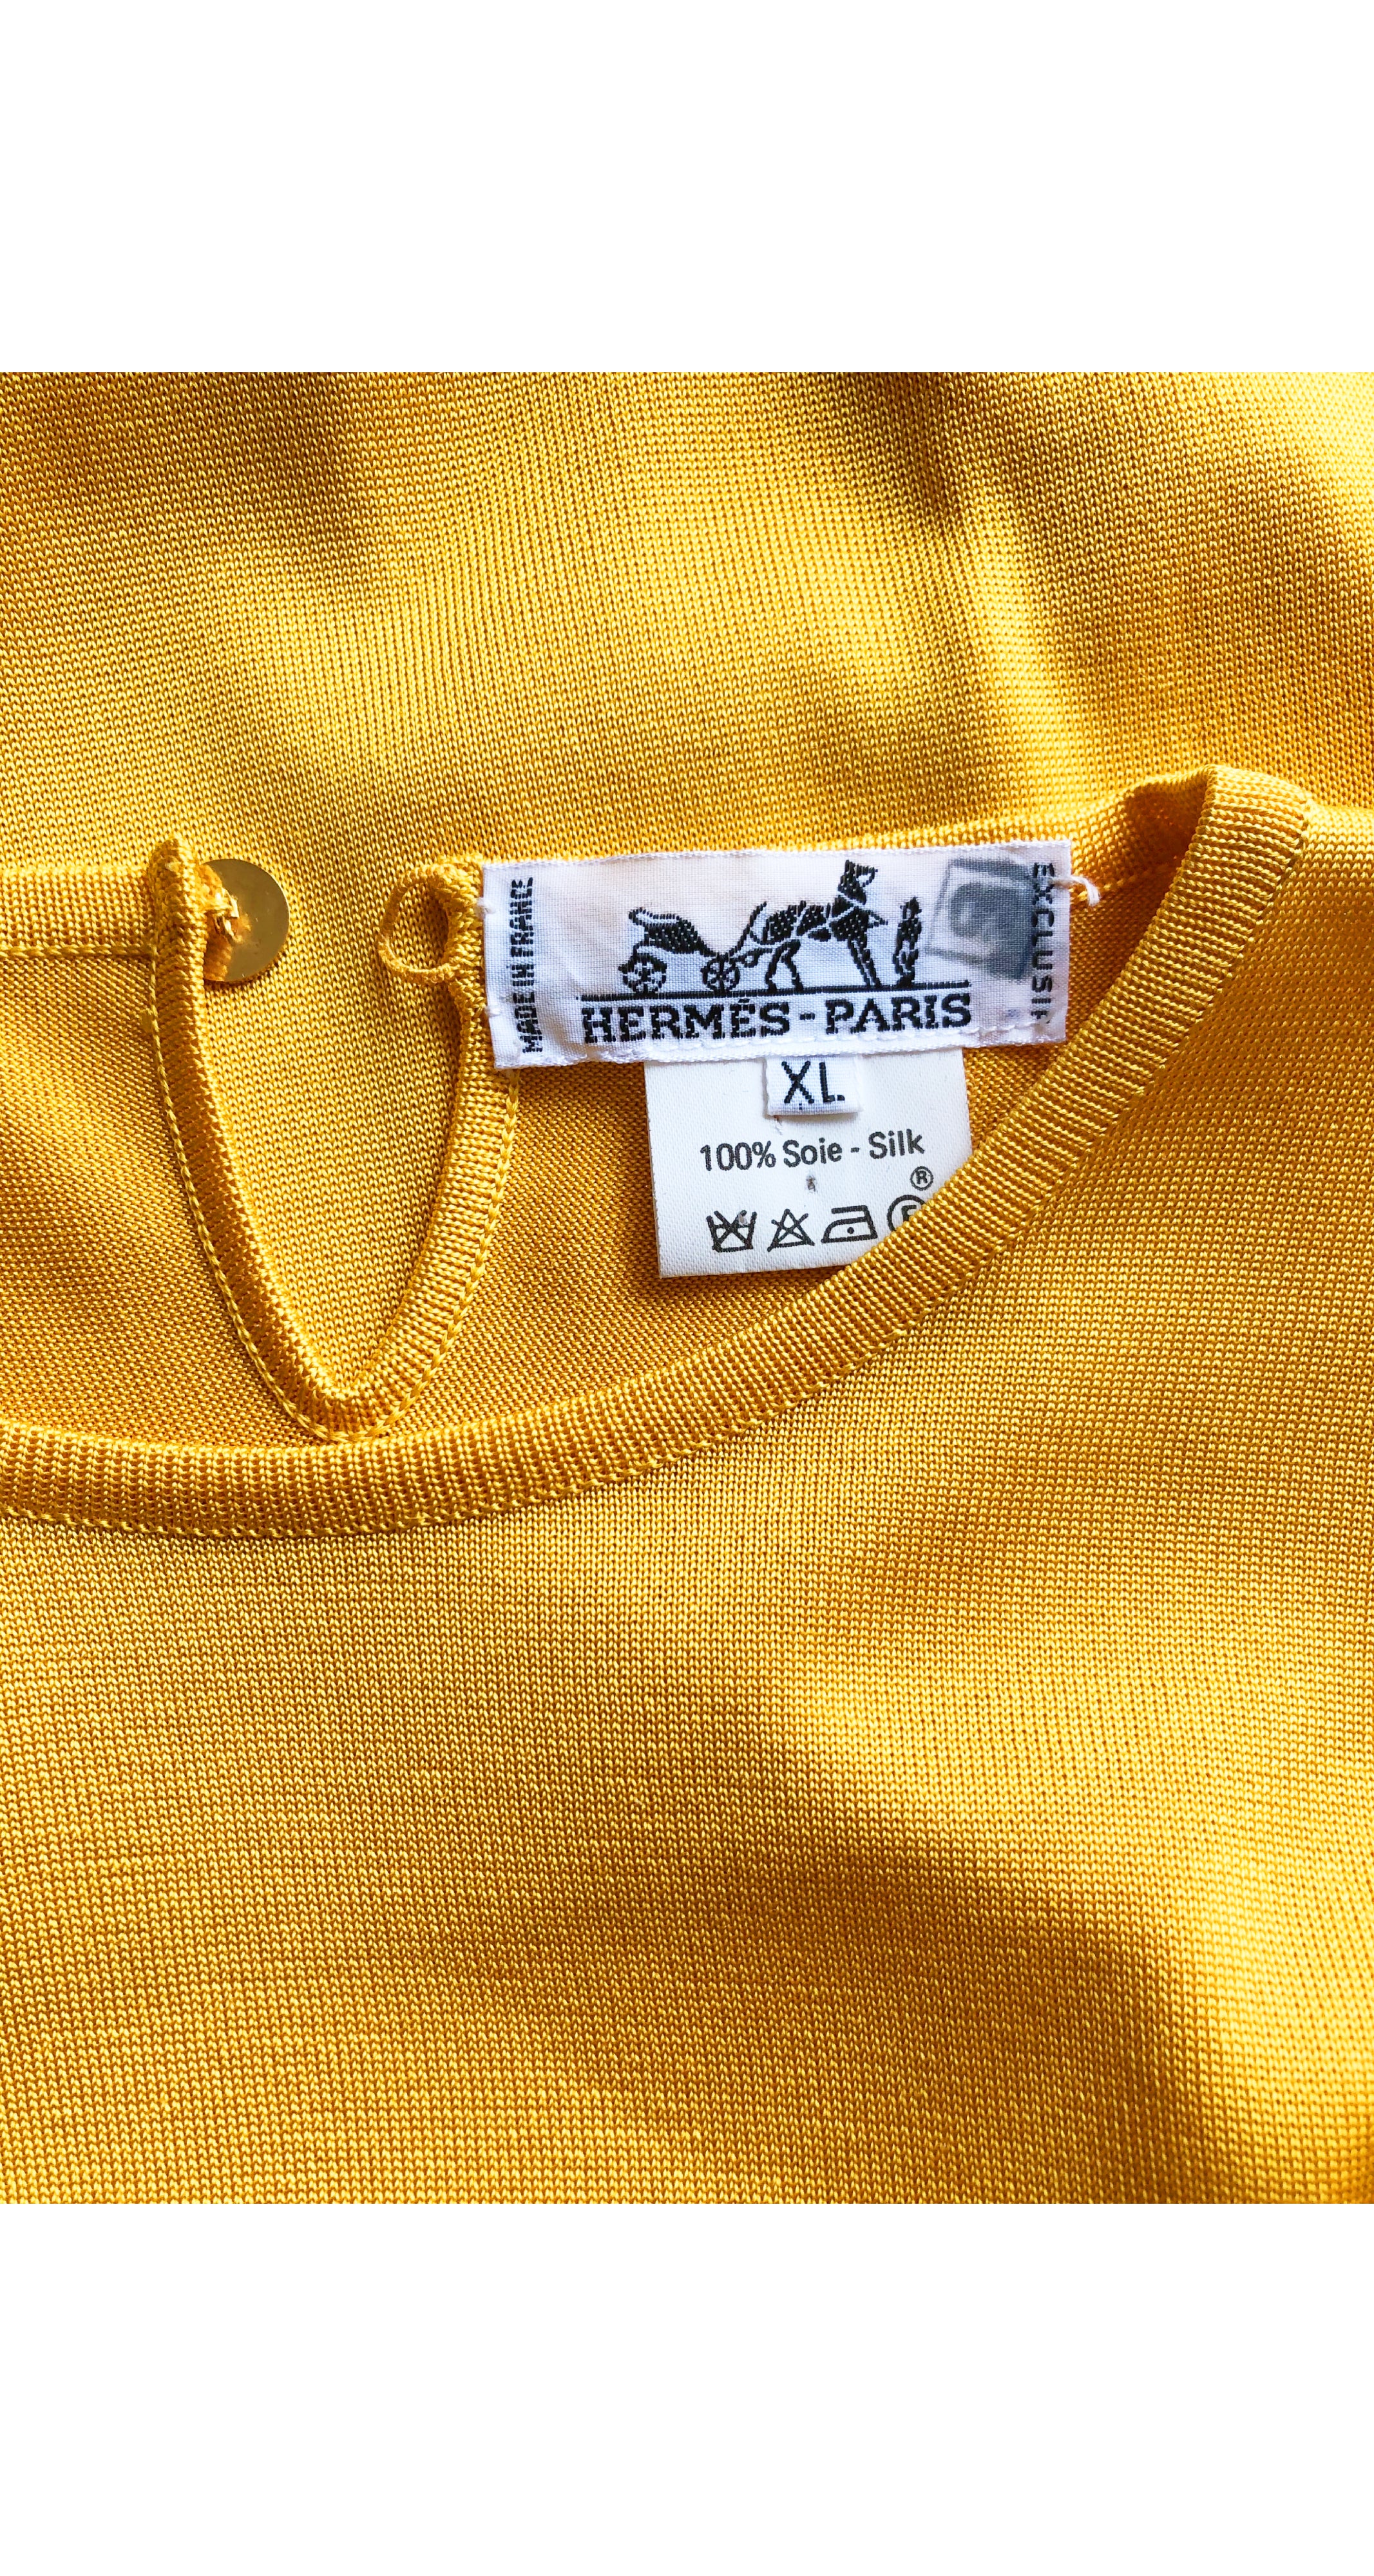 MADE IN FRANCE
HERMÈS-PARIS
EXCLUSIF
XL
100% Soie - Silk
®